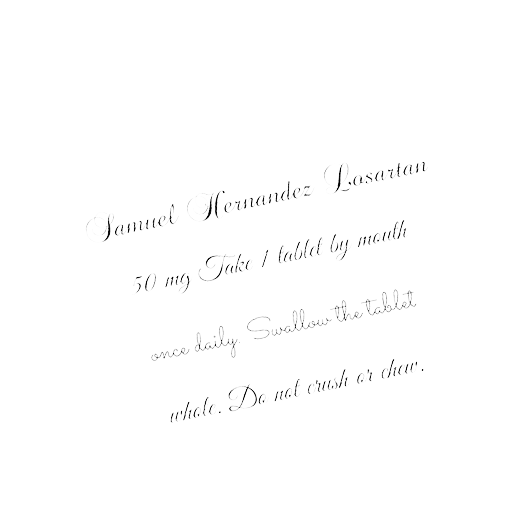 Samuel Hernandez Losartan
50 mg Take 1 tablet by mouth
once daily. Swallow the tablet
whole. Do not crush or chew.